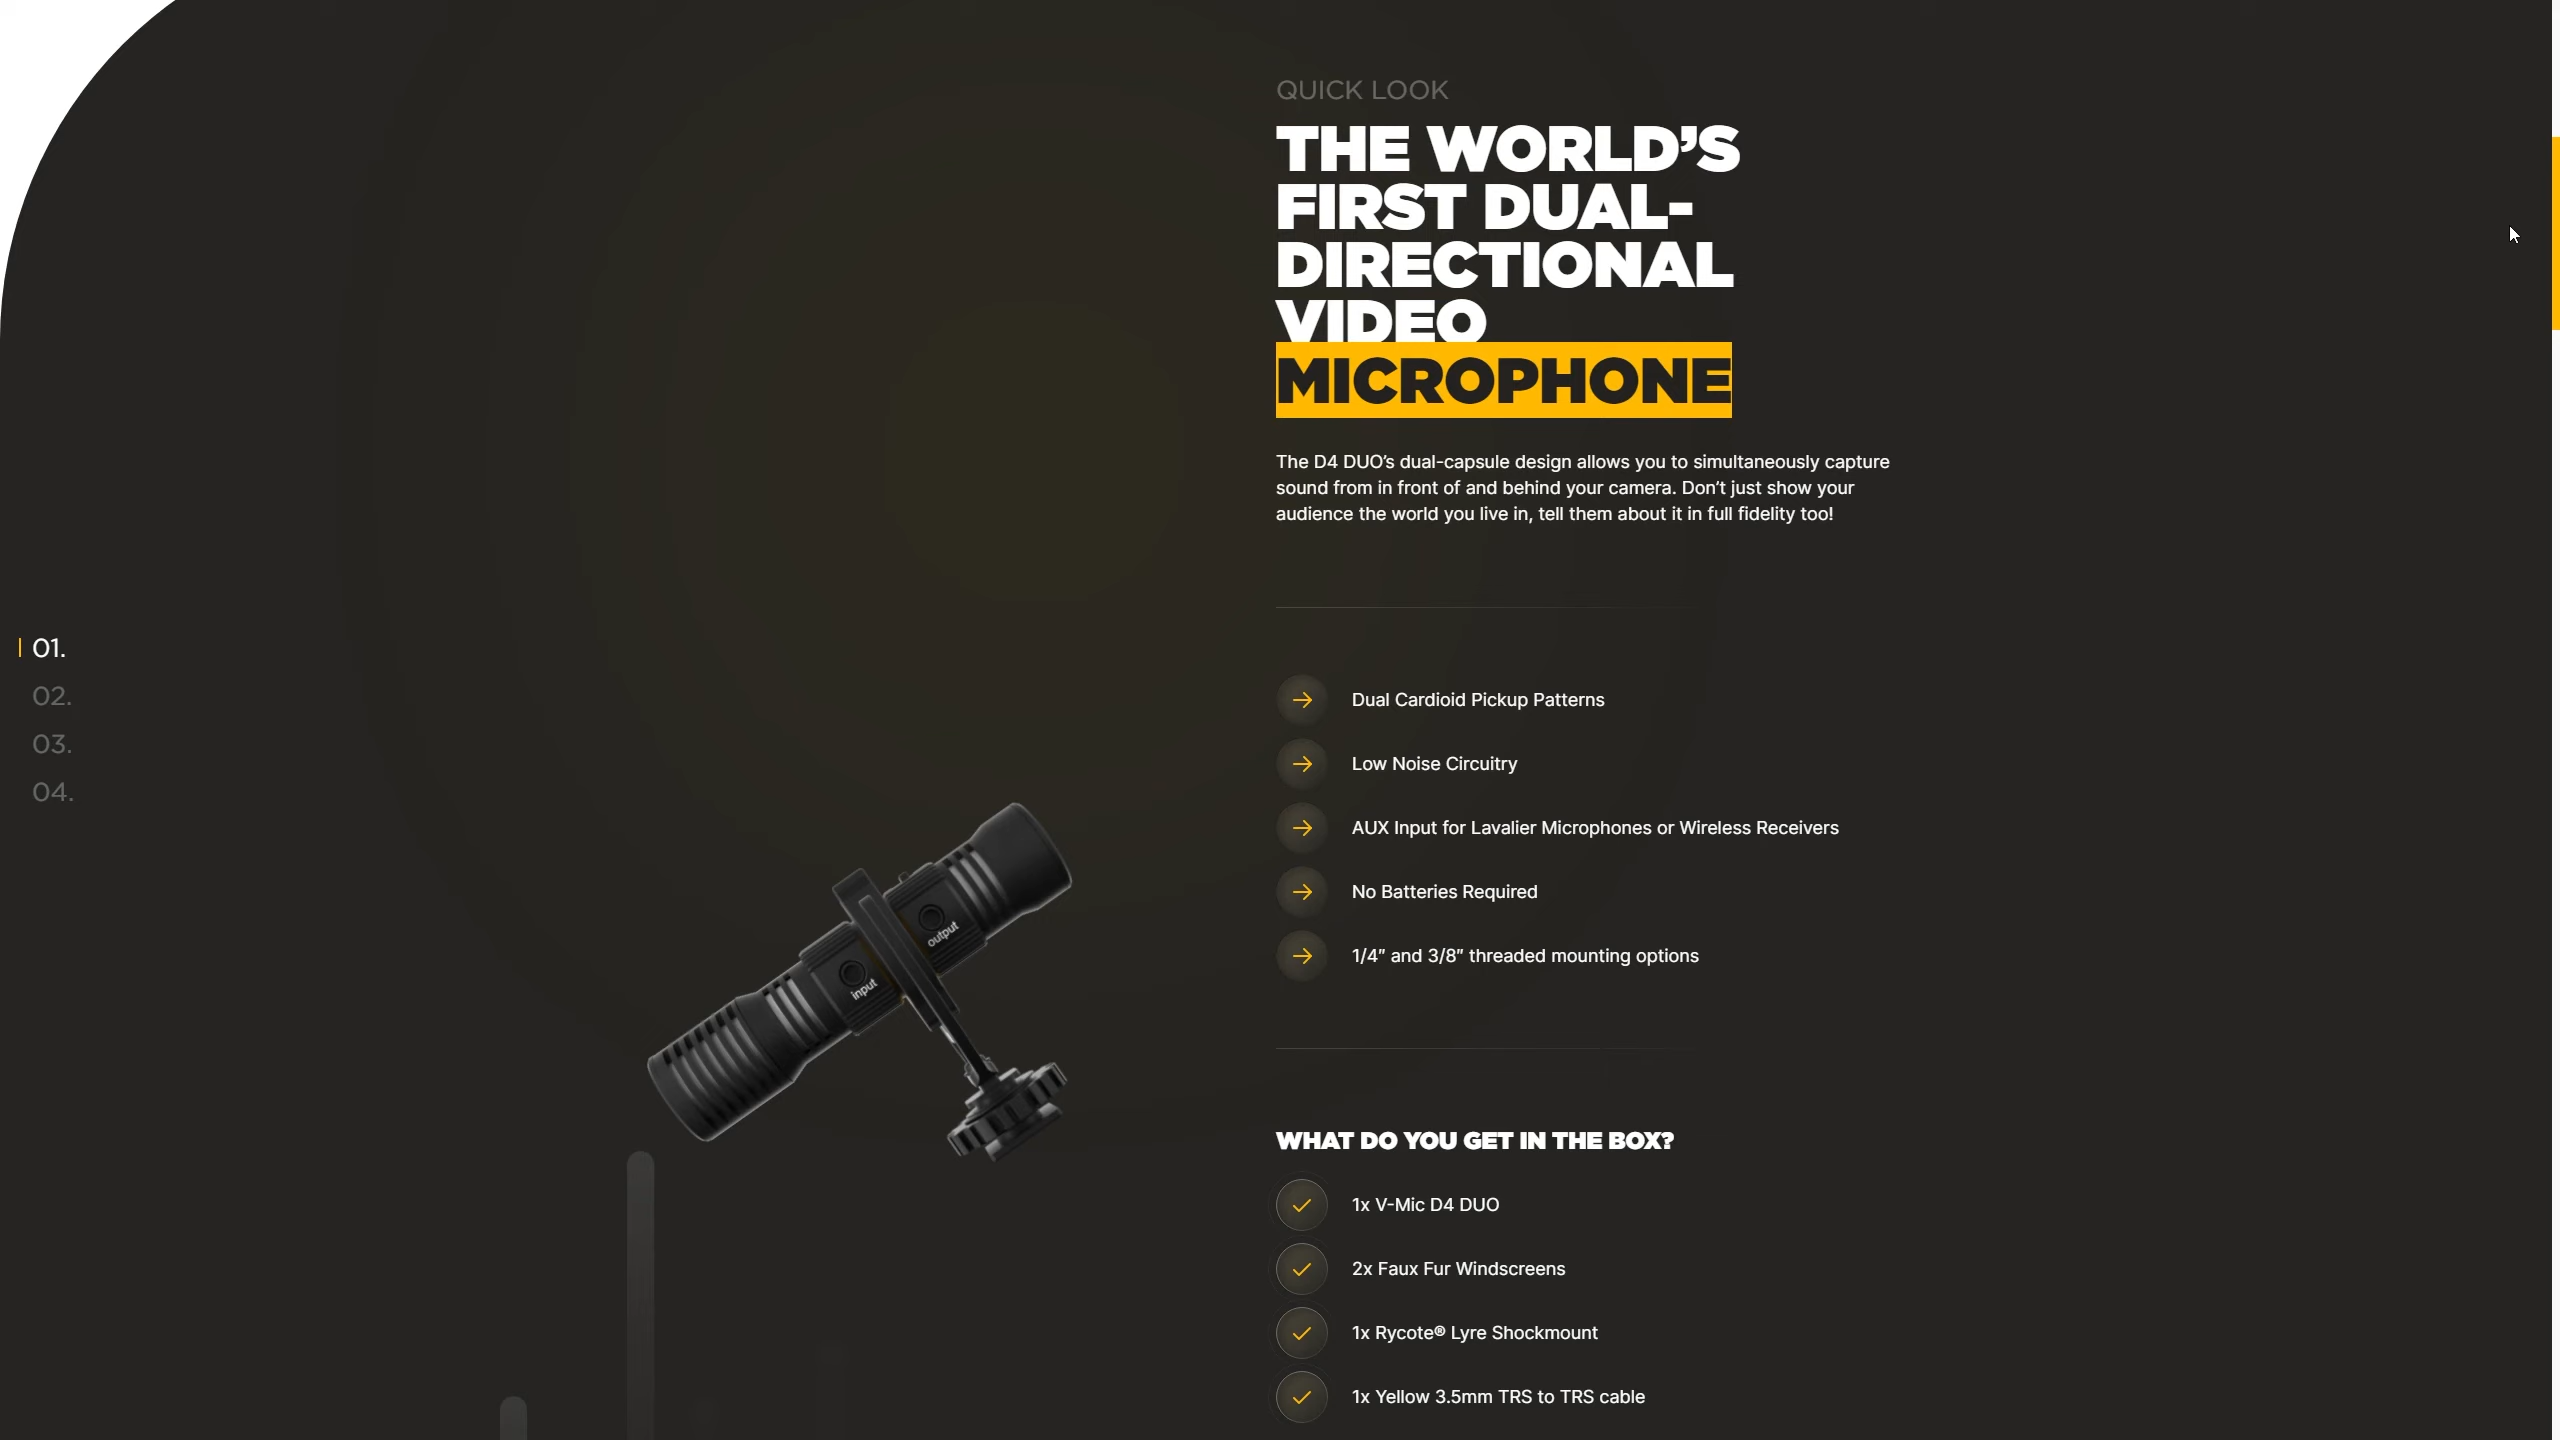 QUICK LOOK
THE WORLD’S
FIRST DUAL-
DIRECTIONAL
VIDEO
MICROPHONE
The D4 DUO’s dual-capsule design allows you to simultaneously capture
sound from in front of and behind your camera. Don’t just show your
audience the world you live in, tell them about it in full fidelity too!
01.
02.
03.
04.
Dual Cardioid Pickup Patterns
Low Noise Circuitry
AUX Input for Lavalier Microphones or Wireless Receivers
No Batteries Required
1/4″ and 3/8″ threaded mounting options
output
input
WHAT DO YOU GET IN THE BOX?
1x V-Mic D4 DUO
2x Faux Fur Windscreens
1x Rycote® Lyre Shockmount
1x Yellow 3.5mm TRS to TRS cable